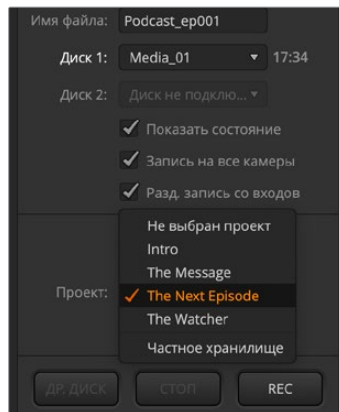 Имя файла: Podcast_ep001
Диск 1: Media_01 17:34
Диск 2: Диск не подклю...
Показать состояние
Запись на все камеры
Разд. запись со входов
Не выбран проект
Intro
The Message
Проект: The Next Episode
The Watcher
Частное хранилище
ДР. ДИСК СТОП REC